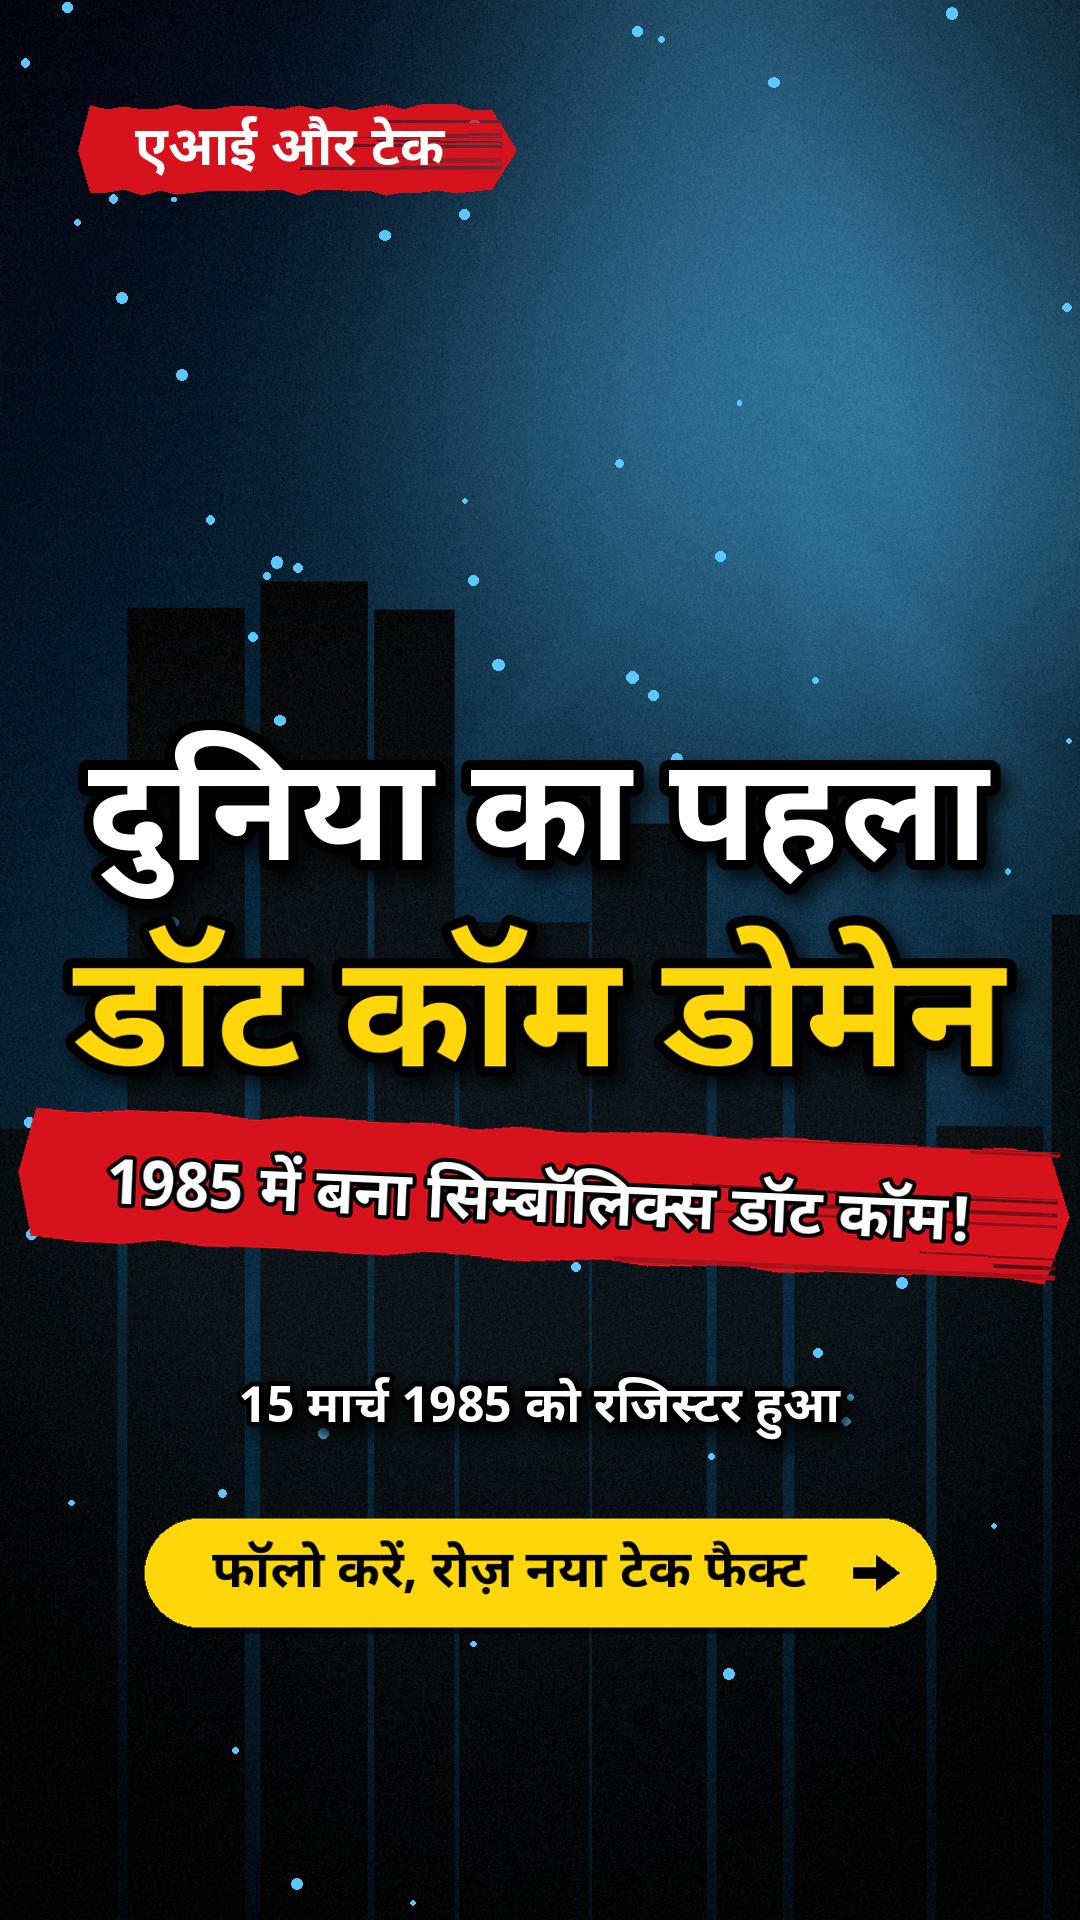 एआई और टेक
दुनिया का पहला
डॉट कॉम डोमेन
1985 में बना सिम्बॉलिक्स डॉट कॉम!
15 मार्च 1985 को रजिस्टर हुआ
फॉलो करें, रोज़ नया टेक फैक्ट